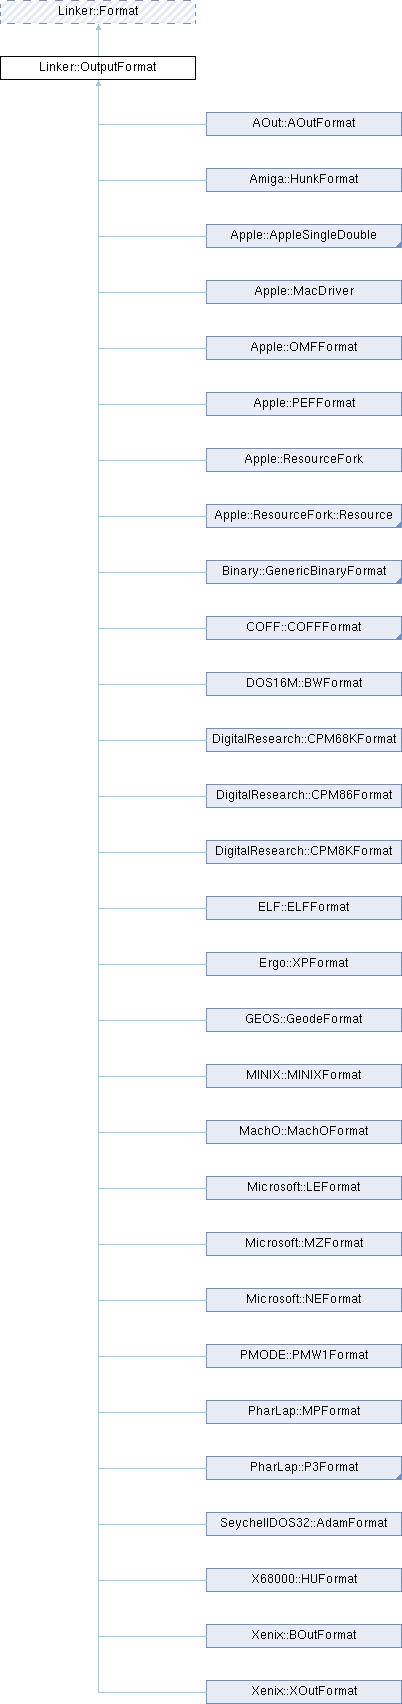 Linker::Format
Linker::OutputFormat
AOut::AOutFormat
Amiga::HunkFormat
Apple::AppleSingleDouble
Apple::MacDriver
Apple::OMFFormat
Apple::PEFFormat
Apple::ResourceFork
Apple::ResourceFork::Resource
Binary::GenericBinaryFormat
COFF::COFFFormat
DOS16M::BWFormat
DigitalResearch::CPM68KFormat
DigitalResearch::CPM86Format
DigitalResearch::CPM8KFormat
ELF::ELFFormat
Ergo::XPFormat
GEOS::GeodeFormat
MINIX::MINIXFormat
MachO::MachOFormat
Microsoft::LEFormat
Microsoft::MZFormat
Microsoft::NEFormat
PMODE::PMW1Format
PharLap::MPFormat
PharLap::P3Format
SeychellDOS32::AdamFormat
X68000::HUFormat
Xenix::BOutFormat
Xenix::XOutFormat